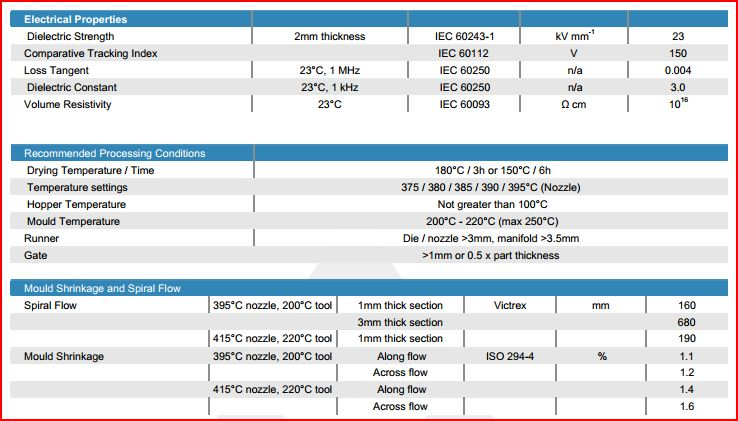 Electrical Properties
Dielectric Strength 2mm thickness IEC 60243-1 kV mm⁻¹ 23
Comparative Tracking Index IEC 60112 V 150
Loss Tangent 23°C, 1 MHz IEC 60250 n/a 0.004
Dielectric Constant 23°C, 1 kHz IEC 60250 n/a 3.0
Volume Resistivity 23°C IEC 60093 Ω cm 10¹⁶
Recommended Processing Conditions
Drying Temperature / Time 180°C / 3h or 150°C / 6h
Temperature settings 375 / 380 / 385 / 390 / 395°C (Nozzle)
Hopper Temperature Not greater than 100°C
Mould Temperature 200°C - 220°C (max 250°C)
Runner Die / nozzle >3mm, manifold >3.5mm
Gate >1mm or 0.5 x part thickness
Mould Shrinkage and Spiral Flow
Spiral Flow 395°C nozzle, 200°C tool 1mm thick section Victrex mm 160
3mm thick section 680
415°C nozzle, 220°C tool 1mm thick section 190
Mould Shrinkage 395°C nozzle, 200°C tool Along flow ISO 294-4 % 1.1
Across flow 1.2
415°C nozzle, 220°C tool Along flow 1.4
Across flow 1.6